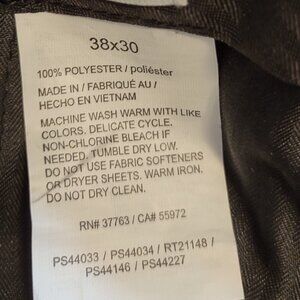 38x30
100% POLYESTER / poliéster
MADE IN / FABRIQUÉ AU /
HECHO EN VIETNAM
MACHINE WASH WARM WITH LIKE
COLORS. DELICATE CYCLE.
NON-CHLORINE BLEACH IF
NEEDED. TUMBLE DRY LOW.
DO NOT USE FABRIC SOFTENERS
OR DRYER SHEETS. WARM IRON.
DO NOT DRY CLEAN.
RN# 37763 / CA# 55972
PS44033 / PS44034 / RT21148 /
PS44146 / PS44227